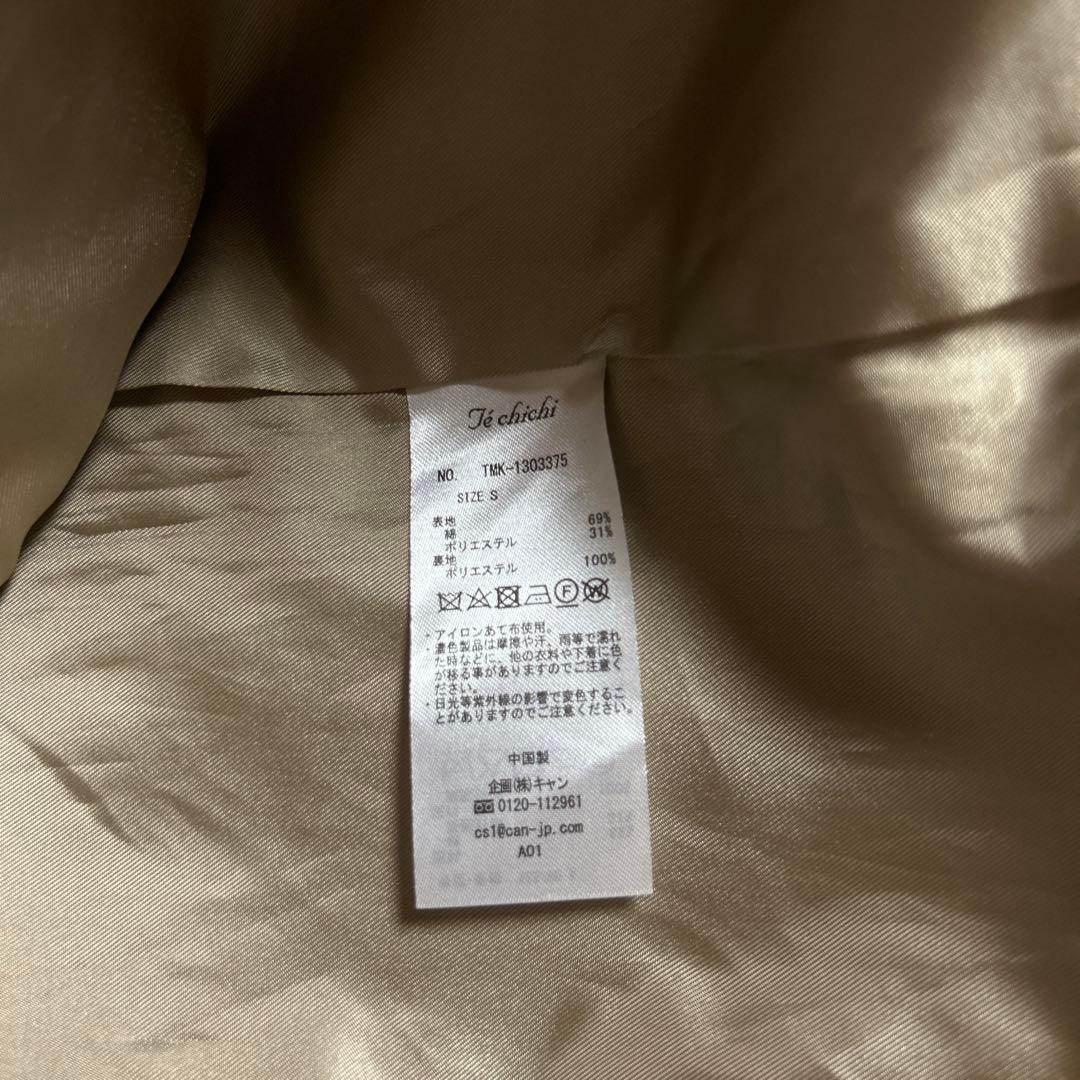 Té chichi
NO. TMK-1303375
SIZE S
表地
綿 69%
ポリエステル 31%
裏地
ポリエステル 100%
F W
・アイロンあて布使用。
・濃色製品は摩擦や汗、雨等で濡れ
た時などに、他の衣料や下着に色
が移る事がありますのでご注意く
ださい。
・日光等紫外線の影響で変色するこ
とがありますのでご注意ください。
中国製
企画(株)キャン
0120-112961
cs1@can-jp.com
A01